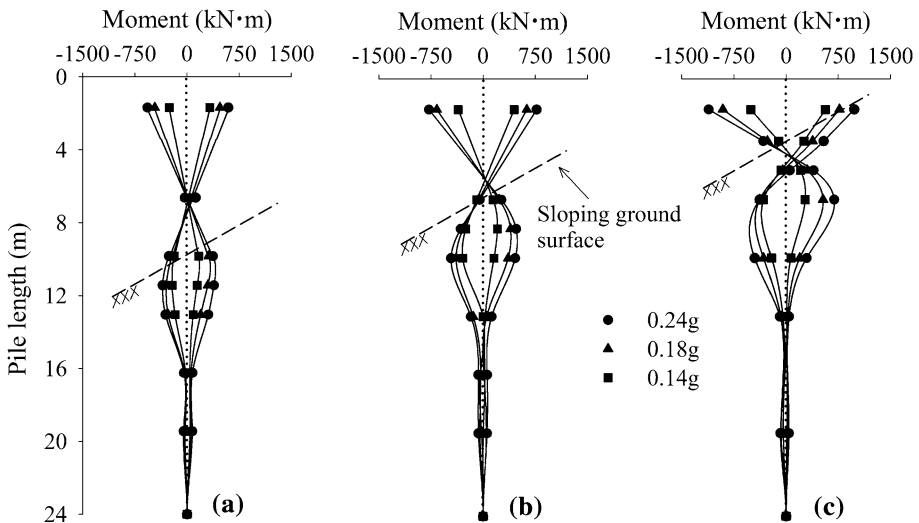 Moment (kN·m) Moment (kN·m) Moment (kN·m)
-1500 -750 0 750 1500 -1500 -750 0 750 1500 -1500 -750 0 750 1500
0
4
8
12
16
20
24
Pile length (m)
Sloping ground
surface
0.24g
0.18g
0.14g
(a) (b) (c)